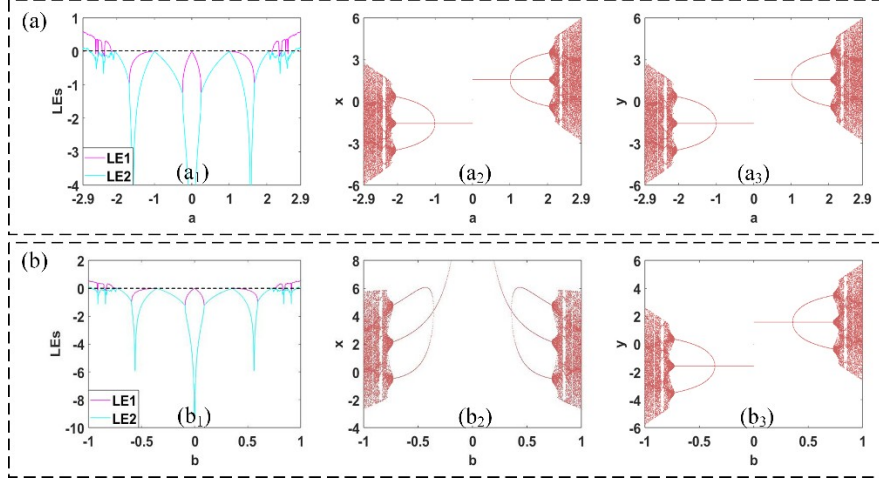 (a)
1
0
-1
-2
-3
-4
LEs
LE1
LE2
(a₁)
-2.9 -2 -1 0 1 2 2.9
a
6
3
0
-3
-6
x
(a₂)
-2.9 -2 -1 0 1 2 2.9
a
6
3
0
-3
-6
y
(a₃)
-2.9 -2 -1 0 1 2 2.9
a
(b)
2
0
-2
-4
-6
-8
-10
LEs
LE1
LE2
(b₁)
-1 -0.5 0 0.5 1
b
8
6
4
2
0
-2
-4
x
(b₂)
-1 -0.5 0 0.5 1
b
6
4
2
0
-2
-4
-6
y
(b₃)
-1 -0.5 0 0.5 1
b